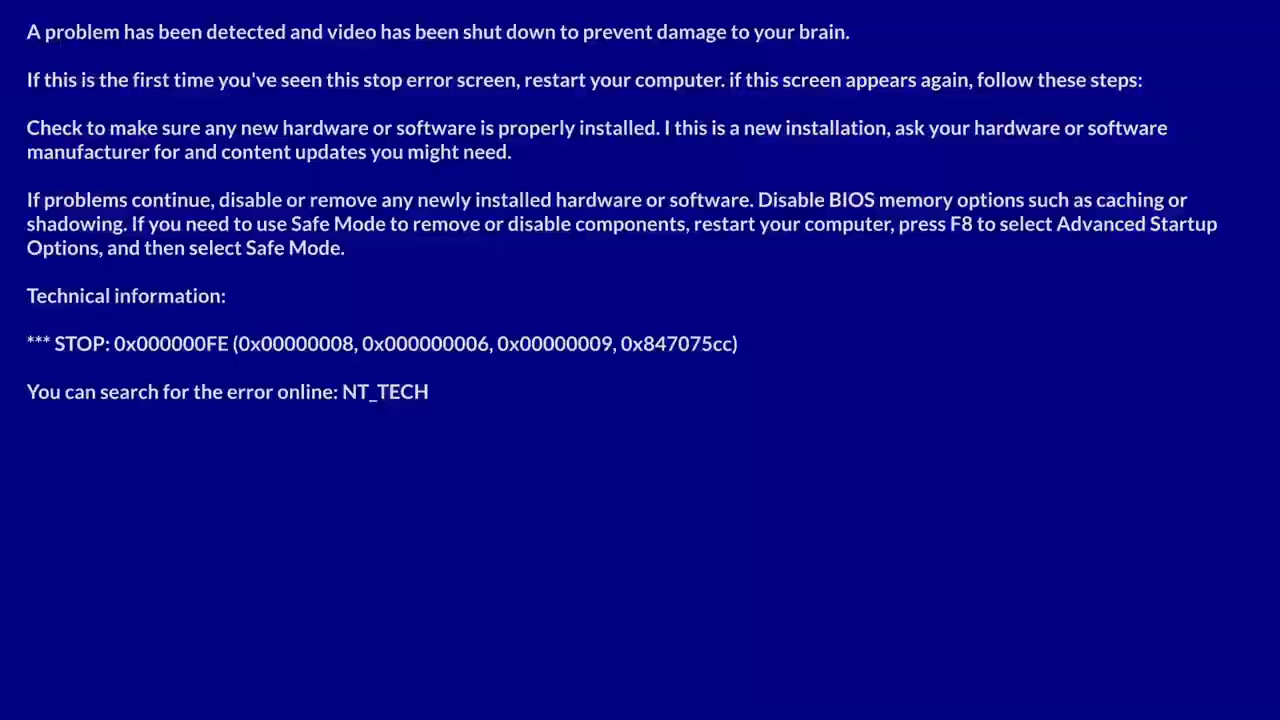 A problem has been detected and video has been shut down to prevent damage to your brain.
If this is the first time you've seen this stop error screen, restart your computer. if this screen appears again, follow these steps:
Check to make sure any new hardware or software is properly installed. I this is a new installation, ask your hardware or software
manufacturer for and content updates you might need.
If problems continue, disable or remove any newly installed hardware or software. Disable BIOS memory options such as caching or
shadowing. If you need to use Safe Mode to remove or disable components, restart your computer, press F8 to select Advanced Startup
Options, and then select Safe Mode.
Technical information:
*** STOP: 0x000000FE (0x00000008, 0x000000006, 0x00000009, 0x847075cc)
You can search for the error online: NT_TECH